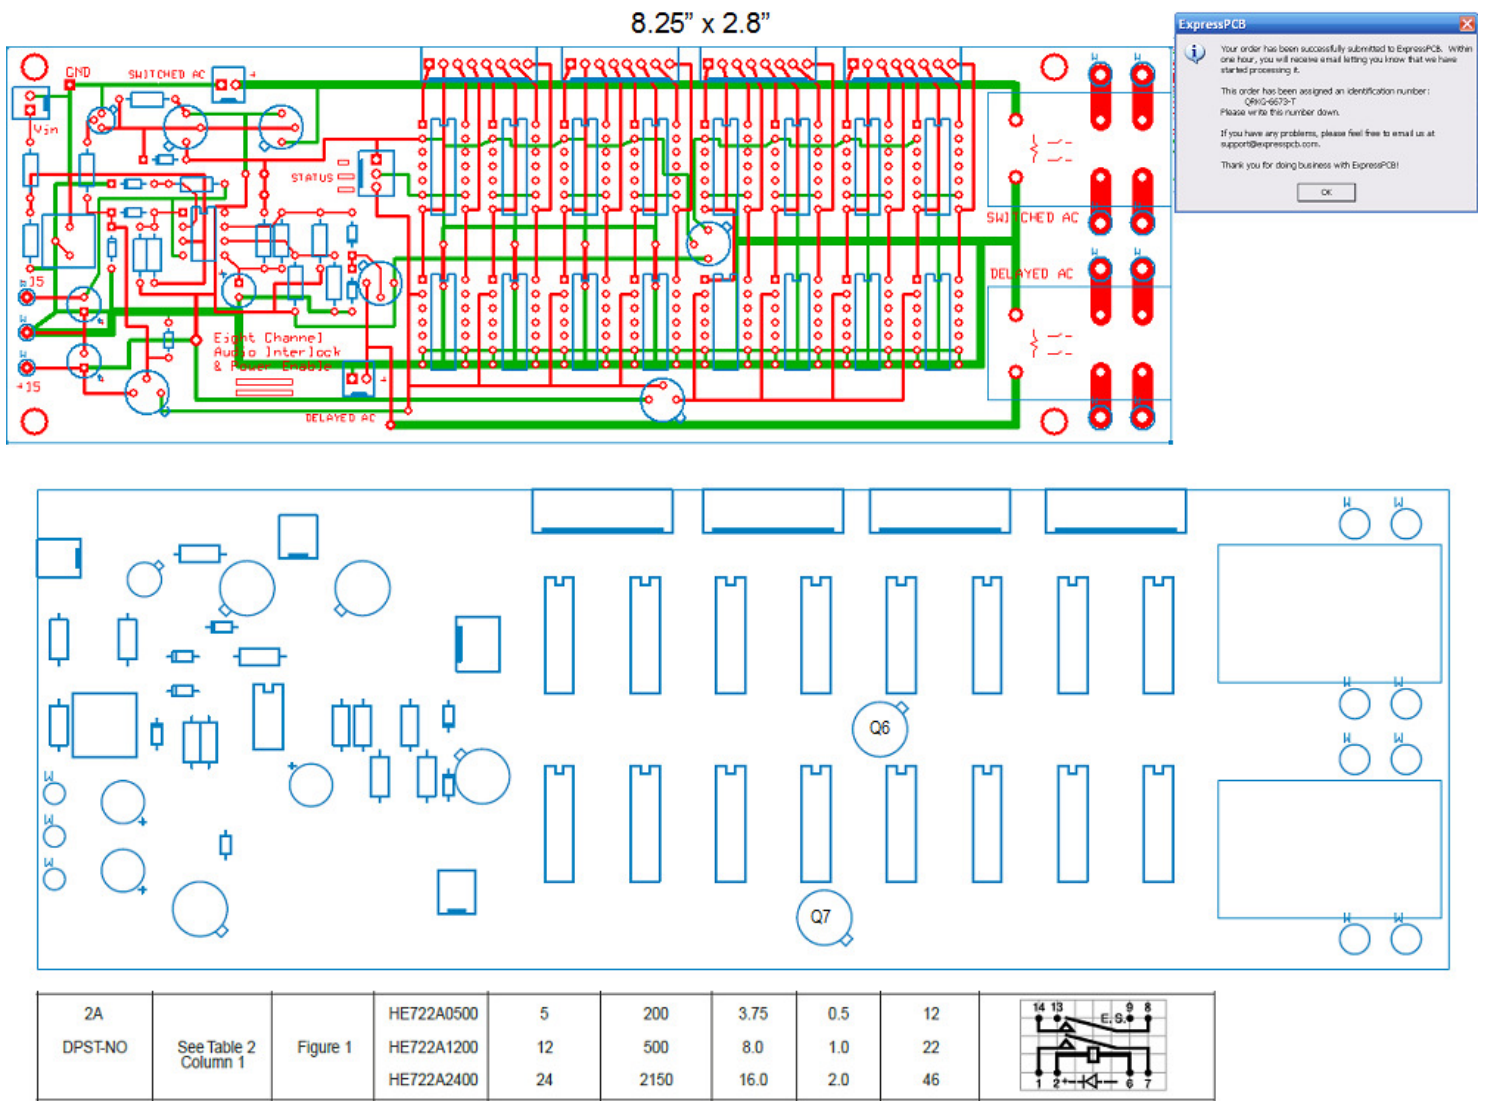 8.25” x 2.8”
ExpressPCB
Your order has been successfully submitted to ExpressPCB. Within
one hour, you will receive email letting you know that we have
started processing it.
This order has been assigned an identification number:
Please write this number down.
If you have any problems, please feel free to email us at
support@expresspcb.com.
Thank you for doing business with ExpressPCB!
OK
GND
SWITCHED AC
+
Vin
STATUS
SWITCHED AC
DELAYED AC
W
W
W
W
J5
W
W
W
+15
Eight Channel
Audio Interlock
& Power Enable
DELAYED AC
+
W W
W W
W W
W
W
W
W W
Q6
Q7
2A
DPST-NO
See Table 2
Column 1
Figure 1
HE722A0500 5 200 3.75 0.5 12
HE722A1200 12 500 8.0 1.0 22
HE722A2400 24 2150 16.0 2.0 46
14 13 9 8
E.S.
1 2 + 6 7